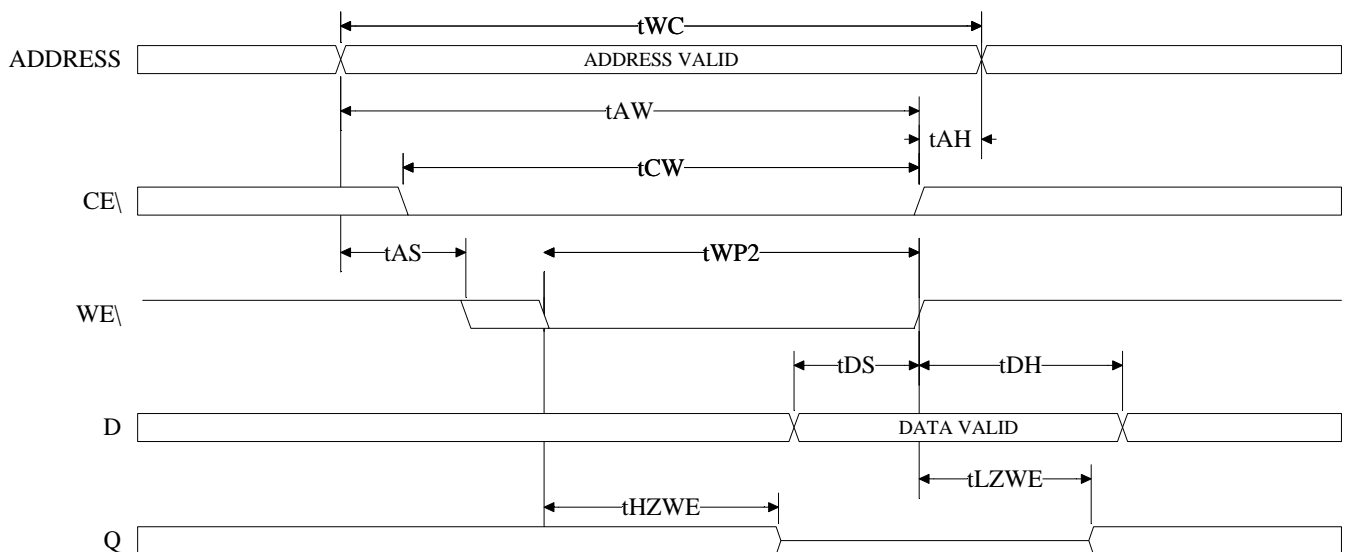 tWC
ADDRESS
ADDRESS VALID
tAW
tAH
tCW
CE\
tAS
tWP2
WE\
tDS
tDH
D
DATA VALID
tLZWE
tHZWE
Q